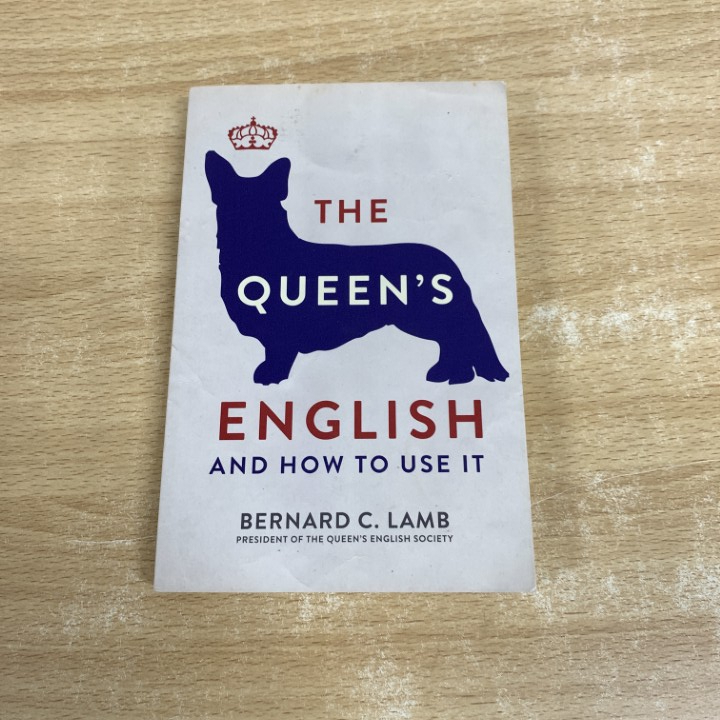 THE
QUEEN'S
ENGLISH
AND HOW TO USE IT
BERNARD C. LAMB
PRESIDENT OF THE QUEEN'S ENGLISH SOCIETY